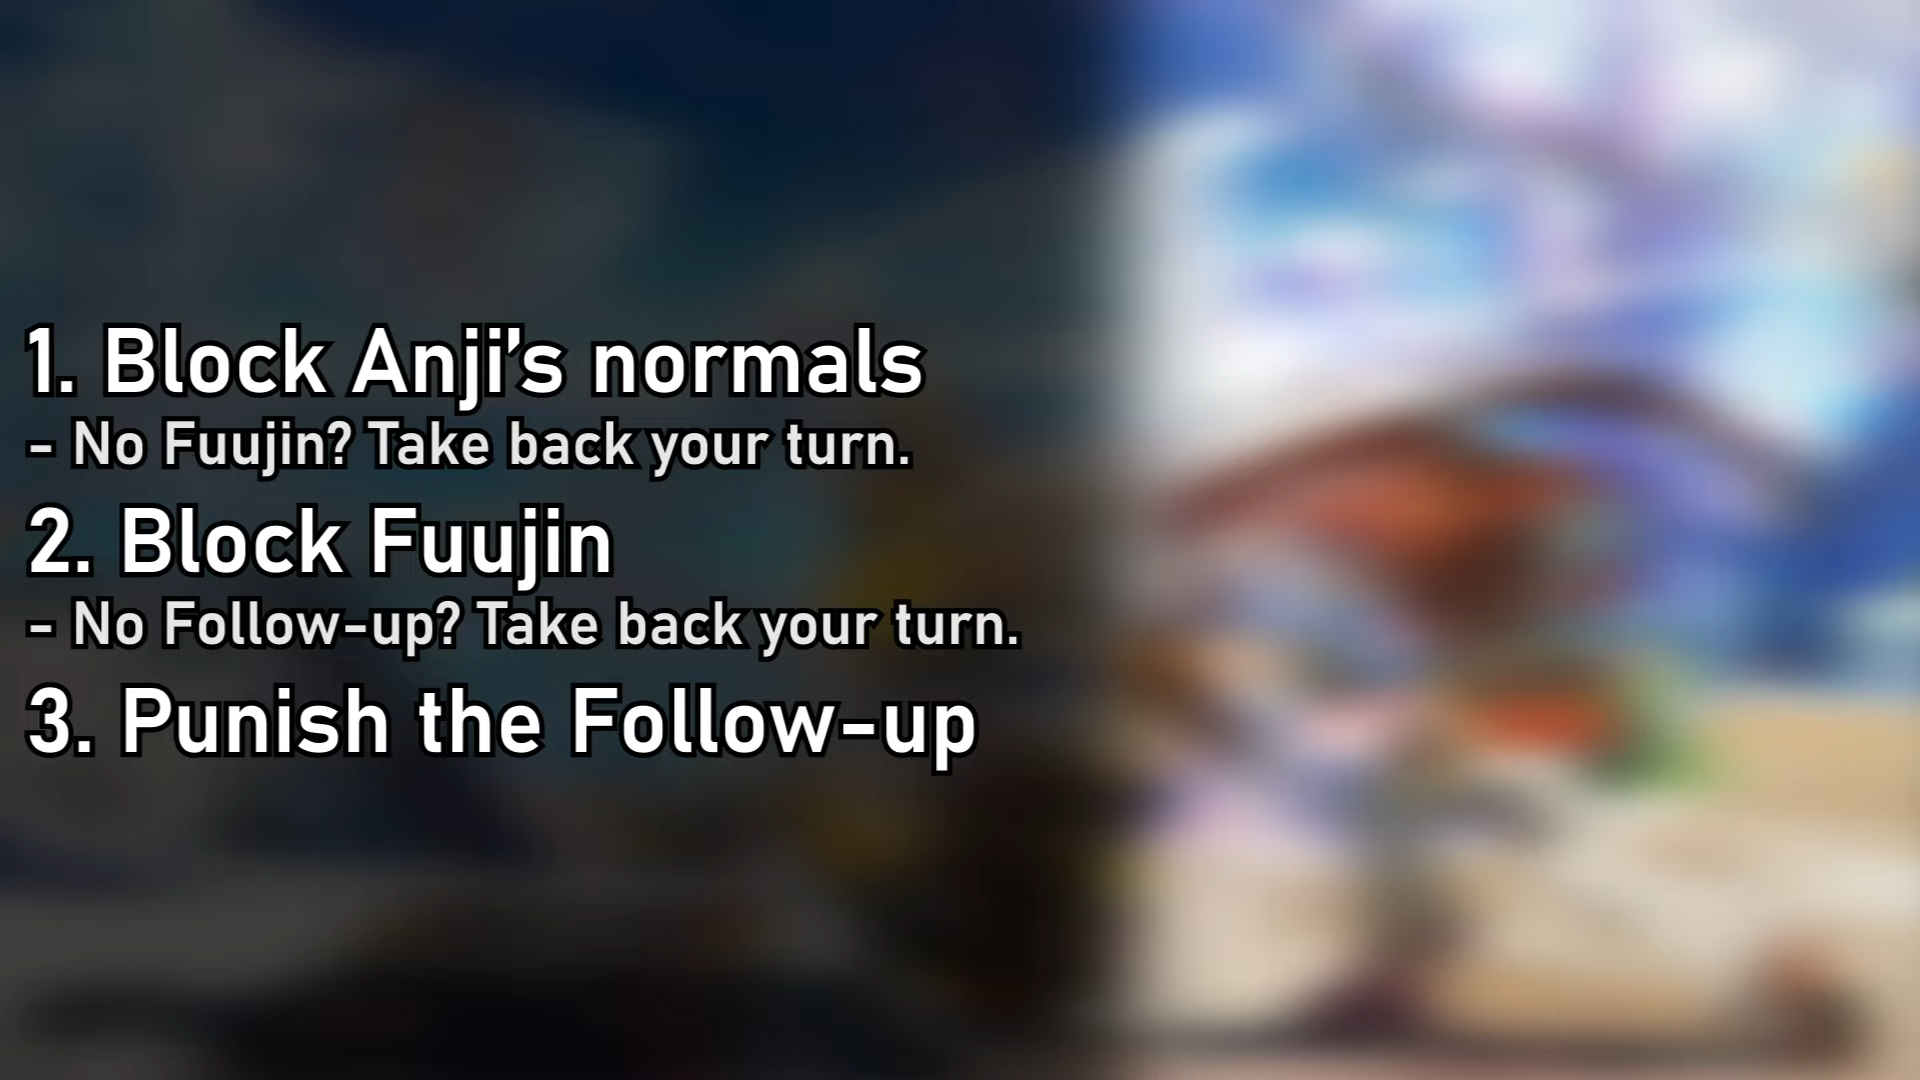 1. Block Anji’s normals
- No Fuujin? Take back your turn.
2. Block Fuujin
- No Follow-up? Take back your turn.
3. Punish the Follow-up